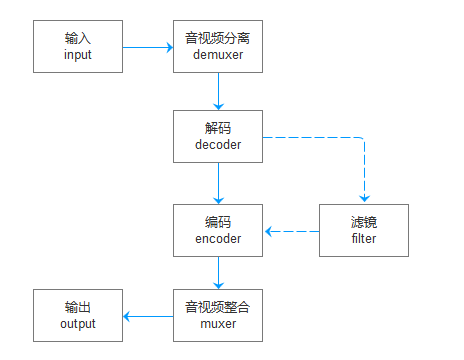 输入
input
音视频分离
demuxer
解码
decoder
编码
encoder
滤镜
filter
输出
output
音视频整合
muxer